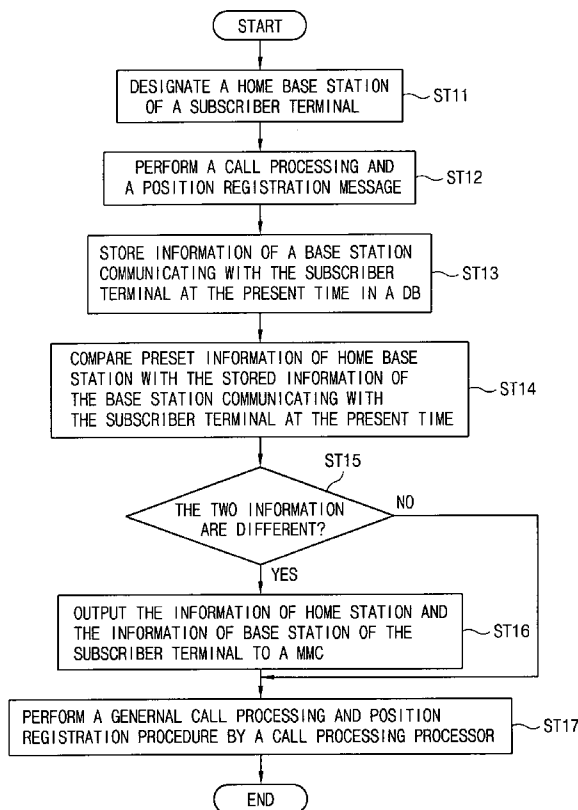 START
DESIGNATE A HOME BASE STATION
OF A SUBSCRIBER TERMINAL
ST11
PERFORM A CALL PROCESSING AND
A POSITION REGISTRATION MESSAGE
ST12
STORE INFORMATION OF A BASE STATION
COMMUNICATING WITH THE SUBSCRIBER
TERMINAL AT THE PRESENT TIME IN A DB
ST13
COMPARE PRESET INFORMATION OF HOME BASE
STATION WITH THE STORED INFORMATION OF
THE BASE STATION COMMUNICATING WITH
THE SUBSCRIBER TERMINAL AT THE PRESENT TIME
ST14
ST15
THE TWO INFORMATION
ARE DIFFERENT?
NO
YES
OUTPUT THE INFORMATION OF HOME STATION AND
THE INFORMATION OF BASE STATION OF THE
SUBSCRIBER TERMINAL TO A MMC
ST16
PERFORM A GENERNAL CALL PROCESSING AND POSITION
REGISTRATION PROCEDURE BY A CALL PROCESSING PROCESSOR
ST17
END